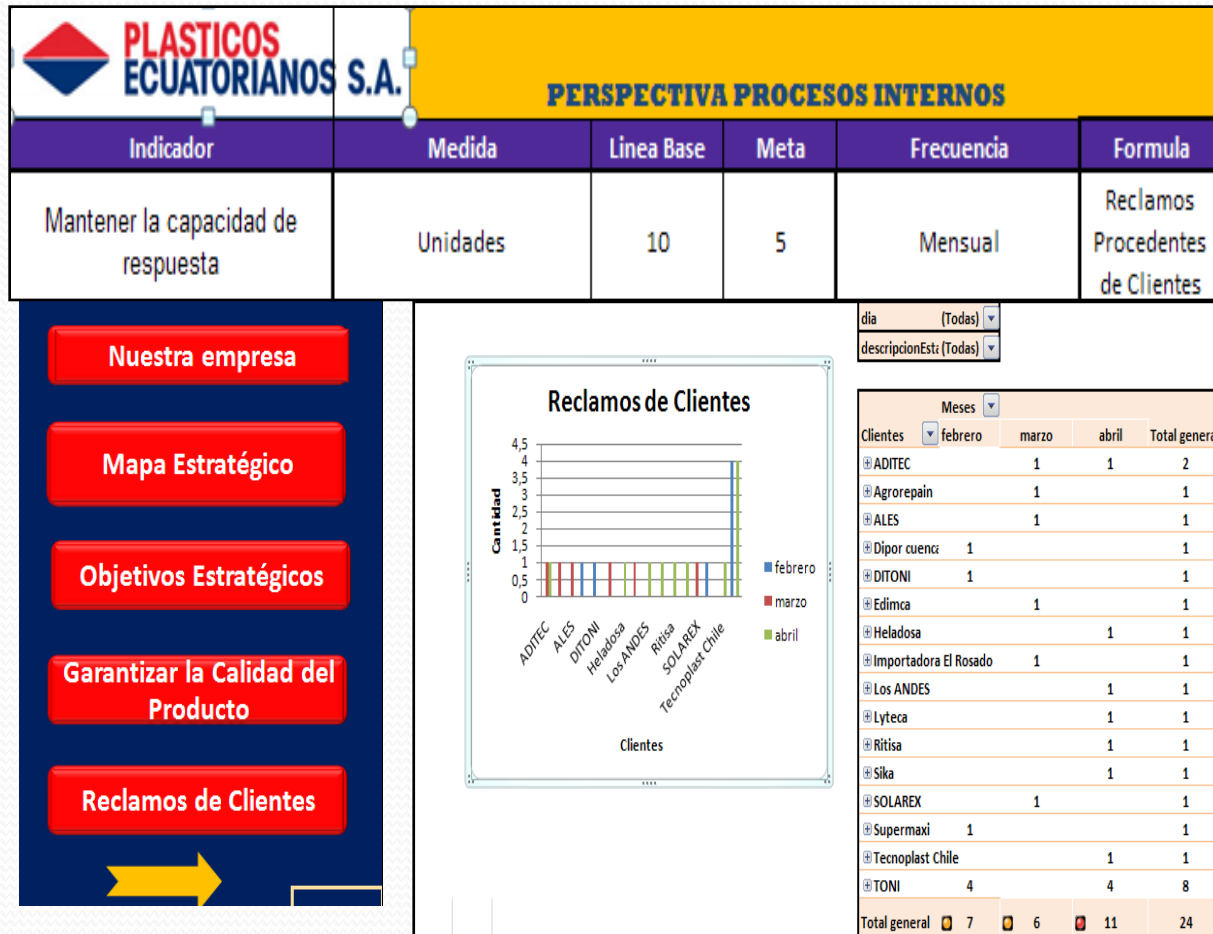 PLASTICOS
ECUATORIANOS S.A.
PERSPECTIVA PROCESOS INTERNOS
Indicador Medida Linea Base Meta Frecuencia Formula
Mantener la capacidad de
respuesta
Unidades 10 5 Mensual
Reclamos
Procedentes
de Clientes
Nuestra empresa
Mapa Estratégico
Objetivos Estratégicos
Garantizar la Calidad del
Producto
Reclamos de Clientes
Reclamos de Clientes
Cantidad
4,5
4
3,5
3
2,5
2
1,5
1
0,5
0
ADITEC
ALES
DITONI
Heladosa
Los ANDES
Ritisa
SOLAREX
Tecnoplast Chile
Clientes
febrero
marzo
abril
dia (Todas)
descripcionEsta (Todas)
Meses
Clientes febrero marzo abril Total genera
ADITEC 1 1 2
Agrorepain 1 1
ALES 1 1
Dipor cuenca 1 1
DITONI 1 1
Edimca 1 1
Heladosa 1 1
Importadora El Rosado 1 1
Los ANDES 1 1
Lyteca 1 1
Ritisa 1 1
Sika 1 1
SOLAREX 1 1
Supermaxi 1 1
Tecnoplast Chile 1 1
TONI 4 4 8
Total general 7 6 11 24